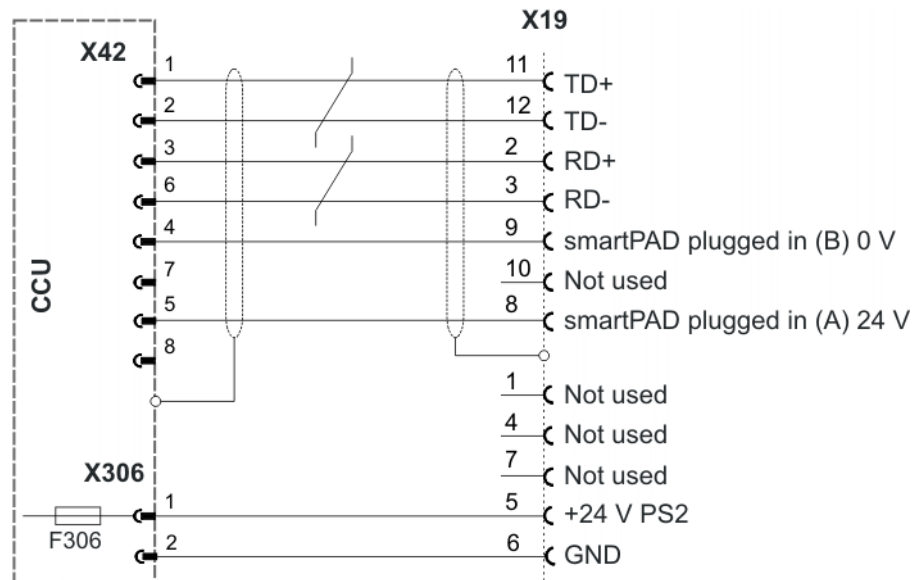 X19
X42
1 11 TD+
2 12 TD-
3 2 RD+
6 3 RD-
4 9 smartPAD plugged in (B) 0 V
7 10 Not used
5 8 smartPAD plugged in (A) 24 V
8
CCU
1 Not used
4 Not used
7 Not used
X306
1 5 +24 V PS2
F306
2 6 GND